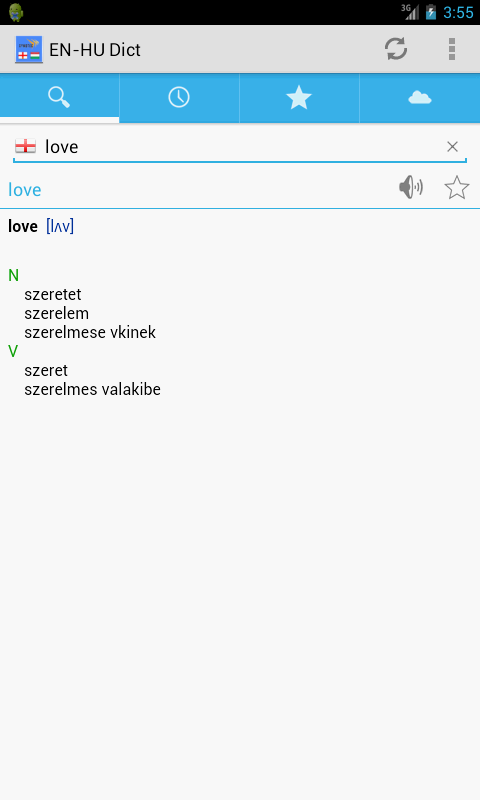 3G
3:55
EN-HU Dict
love
love
love [lʌv]
N
szeretet
szerelem
szerelmese vkinek
V
szeret
szerelmes valakibe